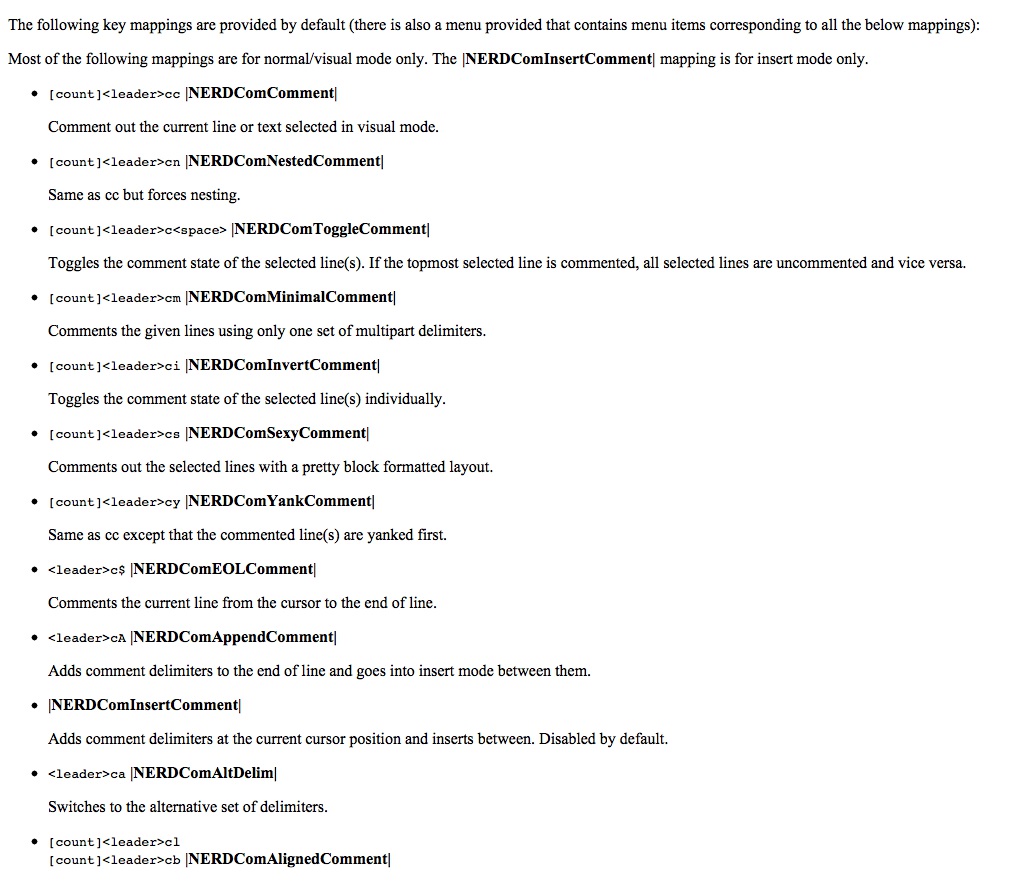 The following key mappings are provided by default (there is also a menu provided that contains menu items corresponding to all the below mappings):
Most of the following mappings are for normal/visual mode only. The |NERDComInsertComment| mapping is for insert mode only.
• [count]<leader>cc |NERDComComment|
Comment out the current line or text selected in visual mode.
• [count]<leader>cn |NERDComNestedComment|
Same as cc but forces nesting.
• [count]<leader>c<space> |NERDComToggleComment|
Toggles the comment state of the selected line(s). If the topmost selected line is commented, all selected lines are uncommented and vice versa.
• [count]<leader>cm |NERDComMinimalComment|
Comments the given lines using only one set of multipart delimiters.
• [count]<leader>ci |NERDComInvertComment|
Toggles the comment state of the selected line(s) individually.
• [count]<leader>cs |NERDComSexyComment|
Comments out the selected lines with a pretty block formatted layout.
• [count]<leader>cy |NERDComYankComment|
Same as cc except that the commented line(s) are yanked first.
• <leader>c$ |NERDComEOLComment|
Comments the current line from the cursor to the end of line.
• <leader>cA |NERDComAppendComment|
Adds comment delimiters to the end of line and goes into insert mode between them.
• |NERDComInsertComment|
Adds comment delimiters at the current cursor position and inserts between. Disabled by default.
• <leader>ca |NERDComAltDelim|
Switches to the alternative set of delimiters.
• [count]<leader>cl
[count]<leader>cb |NERDComAlignedComment|